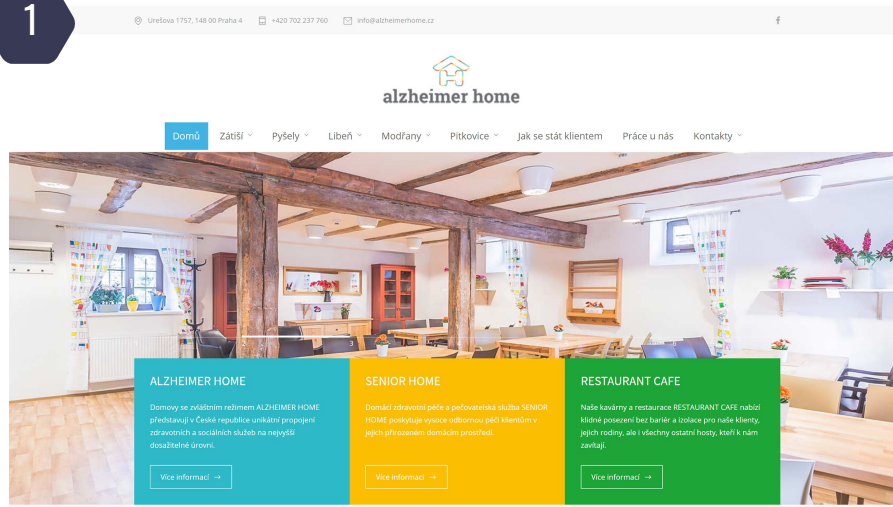 1
Urešova 1757, 148 00 Praha 4 +420 702 237 760 info@alzheimerhome.cz
alzheimer home
Domů Zátiší Pyšely Libeň Modřany Pitkovice Jak se stát klientem Práce u nás Kontakty
3
ALZHEIMER HOME
Domovy se zvláštním režimem ALZHEIMER HOME
představují v České republice unikátní propojení
zdravotních a sociálních služeb na nejvyšší
dosažitelné úrovni.
Více informací →
SENIOR HOME
Domácí zdravotní péče a pečovatelská služba SENIOR
HOME poskytuje vysoce odbornou péči klientům v
jejich přirozeném domácím prostředí.
Více informací →
RESTAURANT CAFE
Naše kavárny a restaurace RESTAURANT CAFE nabízí
klidné posezení bez bariér a izolace pro naše klienty,
jejich rodiny, ale i všechny ostatní hosty, kteří k nám
zavítají.
Více informací →